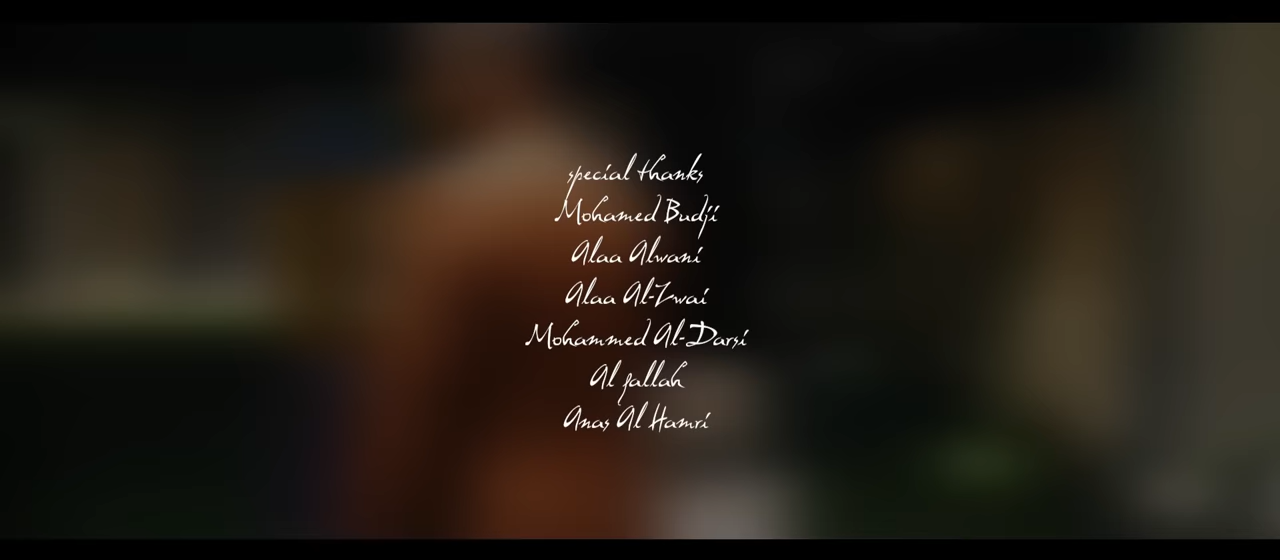 special thanks
Mohamed Budji
Alaa Alwani
Alaa Al-Zwai
Mohammed Al-Darsi
Al fallah
Anas Al Hamri